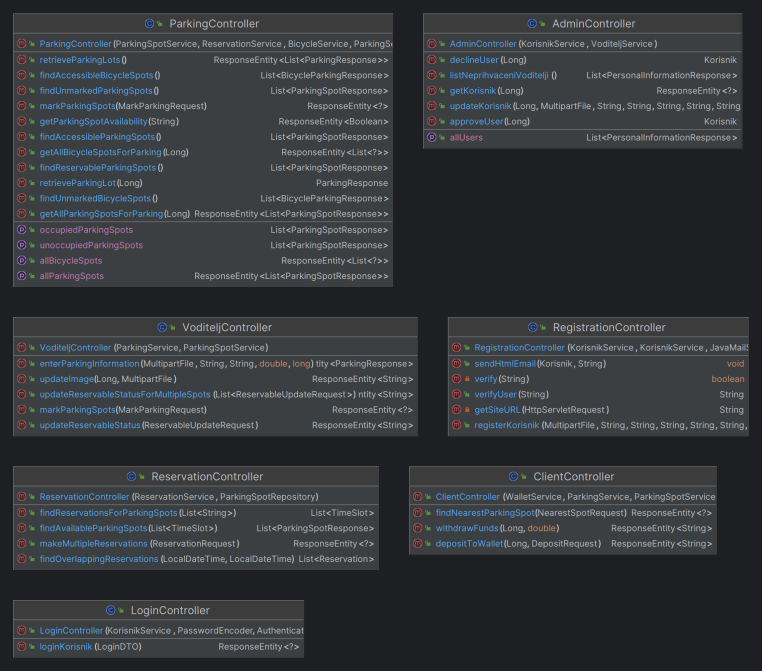 ParkingController
ParkingController(ParkingSpotService, ReservationService, BicycleService, ParkingSe
retrieveParkingLots() ResponseEntity<List<ParkingResponse>>
findAccessibleBicycleSpots() List<BicycleParkingResponse>
findUnmarkedParkingSpots() List<ParkingSpotResponse>
markParkingSpots(MarkParkingRequest) ResponseEntity<?>
getParkingSpotAvailability(String) ResponseEntity<Boolean>
findAccessibleParkingSpots() List<ParkingSpotResponse>
getAllBicycleSpotsForParking(Long) ResponseEntity<List<?>>
findReservableParkingSpots() List<ParkingSpotResponse>
retrieveParkingLot(Long) ParkingResponse
findUnmarkedBicycleSpots() List<BicycleParkingResponse>
getAllParkingSpotsForParking(Long) ResponseEntity<List<ParkingSpotResponse>>
occupiedParkingSpots List<ParkingSpotResponse>
unoccupiedParkingSpots List<ParkingSpotResponse>
allBicycleSpots ResponseEntity<List<?>>
allParkingSpots ResponseEntity<List<ParkingSpotResponse>>
AdminController
AdminController(KorisnikService, VoditeljService)
declineUser(Long) Korisnik
listNeprihvaceniVoditelji() List<PersonalInformationResponse>
getKorisnik(Long) ResponseEntity<?>
updateKorisnik(Long, MultipartFile, String, String, String, String, String
approveUser(Long) Korisnik
allUsers List<PersonalInformationResponse>
VoditeljController
VoditeljController(ParkingService, ParkingSpotService)
enterParkingInformation(MultipartFile, String, String, double, long) tity<ParkingResponse>
updateImage(Long, MultipartFile) ResponseEntity<String>
updateReservableStatusForMultipleSpots(List<ReservableUpdateRequest>) ntity<String>
markParkingSpots(MarkParkingRequest) ResponseEntity<?>
updateReservableStatus(ReservableUpdateRequest) ResponseEntity<String>
RegistrationController
RegistrationController(KorisnikService, KorisnikService, JavaMailS
sendHtmlEmail(Korisnik, String) void
verify(String) boolean
verifyUser(String) String
getSiteURL(HttpServletRequest) String
registerKorisnik(MultipartFile, String, String, String, String, String,
ReservationController
ReservationController(ReservationService, ParkingSpotRepository)
findReservationsForParkingSpots(List<String>) List<TimeSlot>
findAvailableParkingSpots(List<TimeSlot>) List<ParkingSpotResponse>
makeMultipleReservations(ReservationRequest) ResponseEntity<?>
findOverlappingReservations(LocalDateTime, LocalDateTime) List<Reservation>
ClientController
ClientController(WalletService, ParkingService, ParkingSpotService
findNearestParkingSpot(NearestSpotRequest) ResponseEntity<?>
withdrawFunds(Long, double) ResponseEntity<String>
depositToWallet(Long, DepositRequest) ResponseEntity<String>
LoginController
LoginController(KorisnikService, PasswordEncoder, Authenticat
loginKorisnik(LoginDTO) ResponseEntity<?>